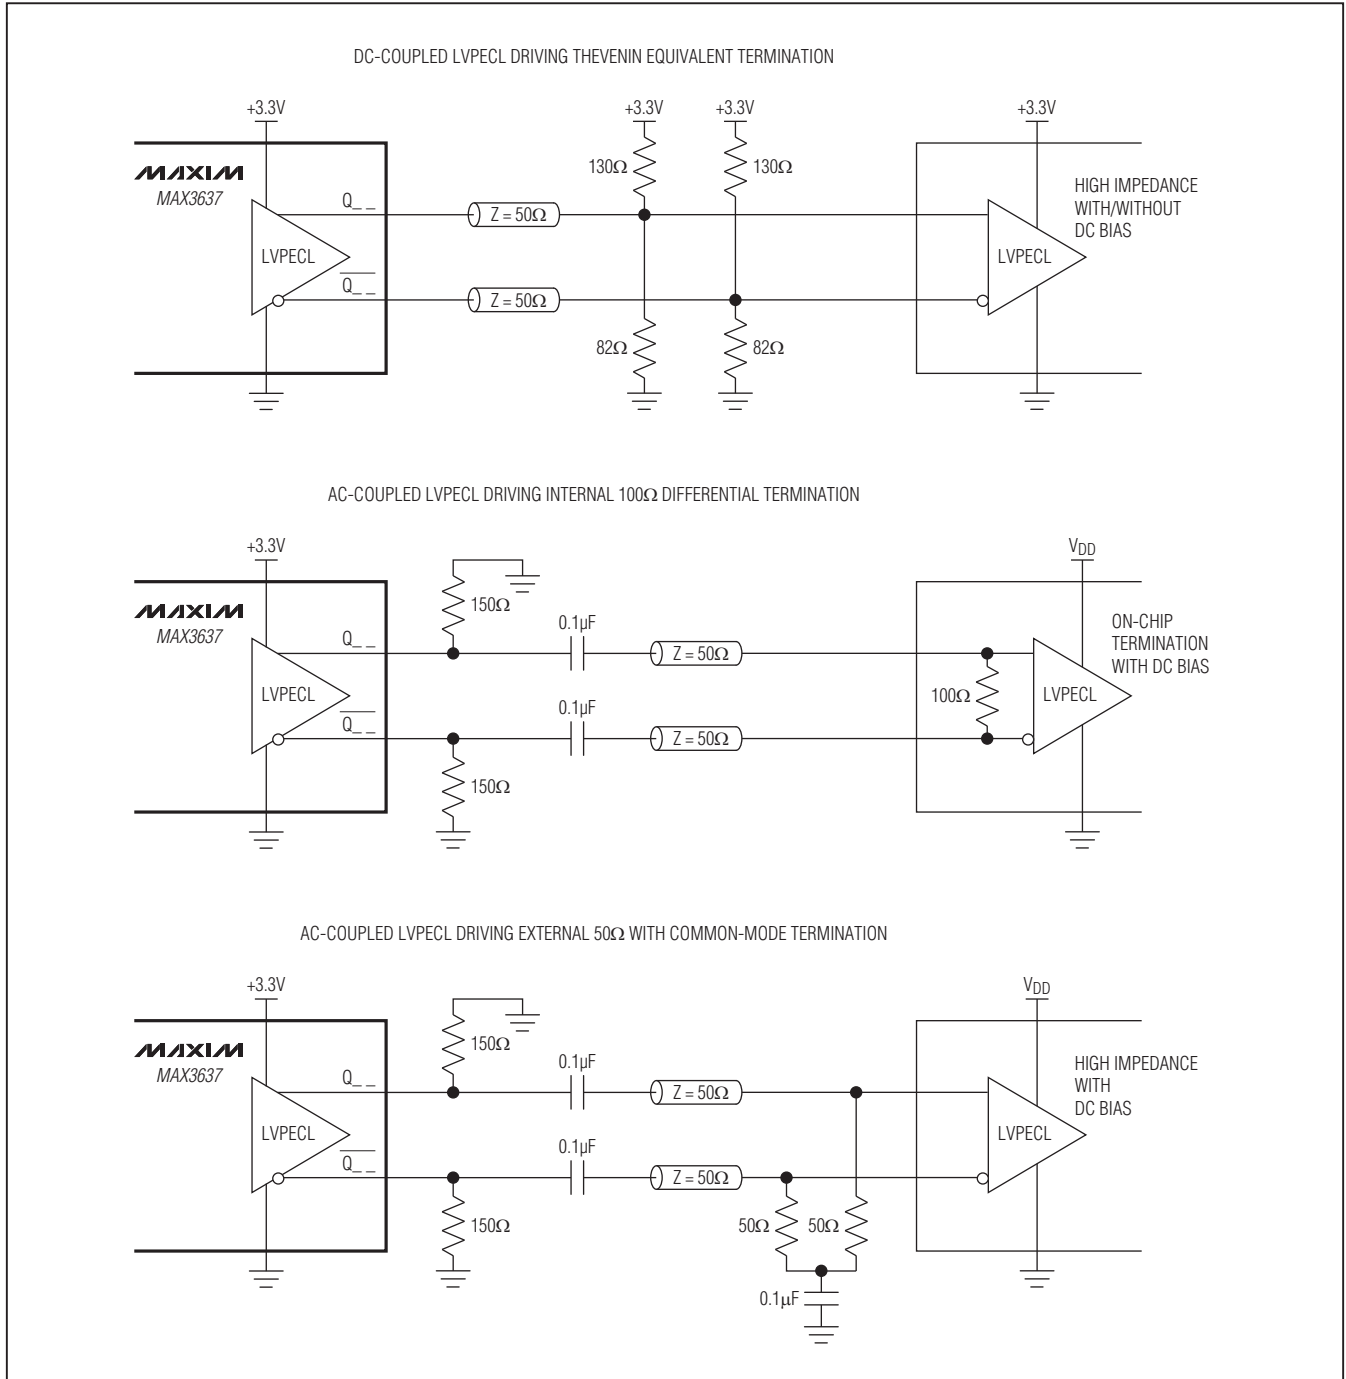 DC-COUPLED LVPECL DRIVING THEVENIN EQUIVALENT TERMINATION
+3.3V +3.3V +3.3V +3.3V
MAXIM
MAX3637
130Ω 130Ω
HIGH IMPEDANCE
WITH/WITHOUT
DC BIAS
Q_ _
Z = 50Ω
LVPECL LVPECL
Q_ _
Z = 50Ω
82Ω 82Ω
AC-COUPLED LVPECL DRIVING INTERNAL 100Ω DIFFERENTIAL TERMINATION
+3.3V VDD
MAXIM
MAX3637
150Ω
0.1µF
ON-CHIP
TERMINATION
WITH DC BIAS
Q_ _
Z = 50Ω
LVPECL 100Ω LVPECL
0.1µF
Q_ _
Z = 50Ω
150Ω
AC-COUPLED LVPECL DRIVING EXTERNAL 50Ω WITH COMMON-MODE TERMINATION
+3.3V VDD
MAXIM
MAX3637
150Ω
0.1µF
HIGH IMPEDANCE
WITH
DC BIAS
Q_ _
Z = 50Ω
LVPECL LVPECL
0.1µF
Q_ _
Z = 50Ω
150Ω 50Ω 50Ω
0.1µF